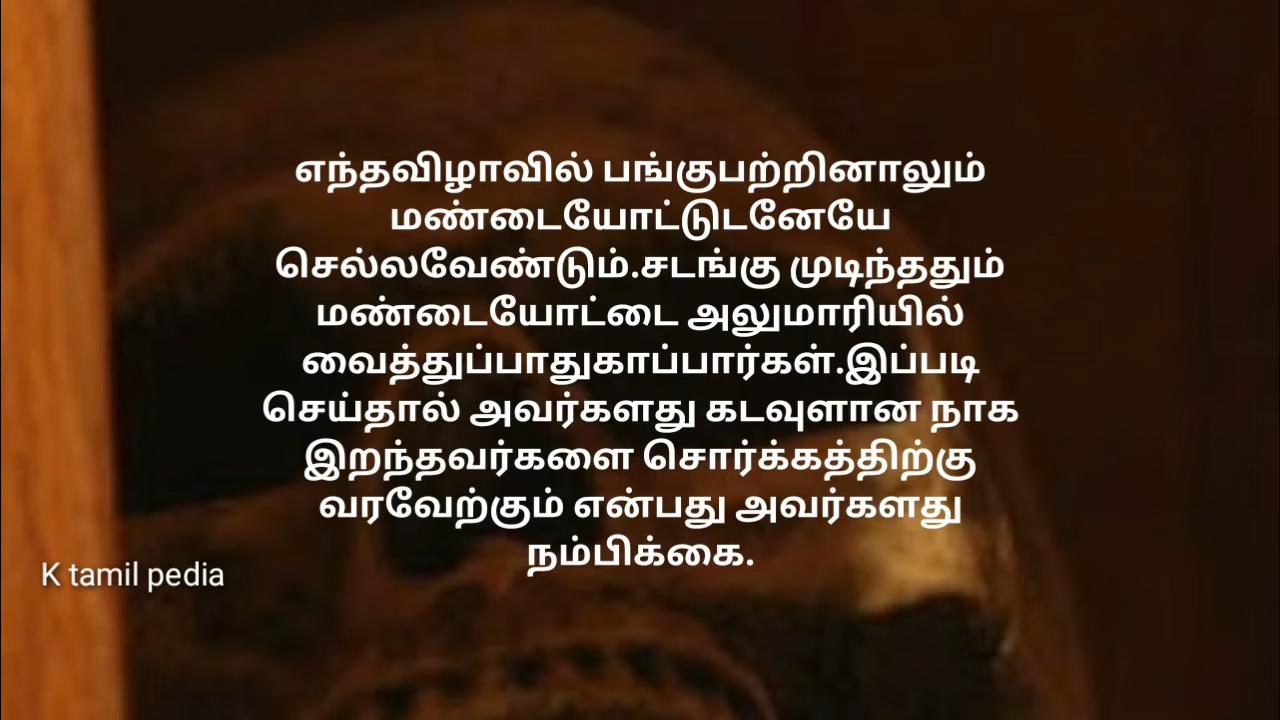 எந்தவிழாவில் பங்குபற்றினாலும்
மண்டையோட்டுடனேயே
செல்லவேண்டும்.சடங்கு முடிந்ததும்
மண்டையோட்டை அலுமாரியில்
வைத்துப்பாதுகாப்பார்கள்.இப்படி
செய்தால் அவர்களது கடவுளான நாக
இறந்தவர்களை சொர்க்கத்திற்கு
வரவேற்கும் என்பது அவர்களது
நம்பிக்கை.
K tamil pedia